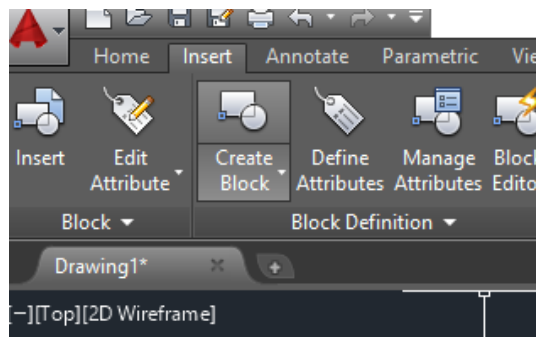 Home Insert Annotate Parametric
Insert Edit Create Define Manage
Attribute Block Attributes Attributes
Block Block Definition
Drawing1*
[−][Top][2D Wireframe]